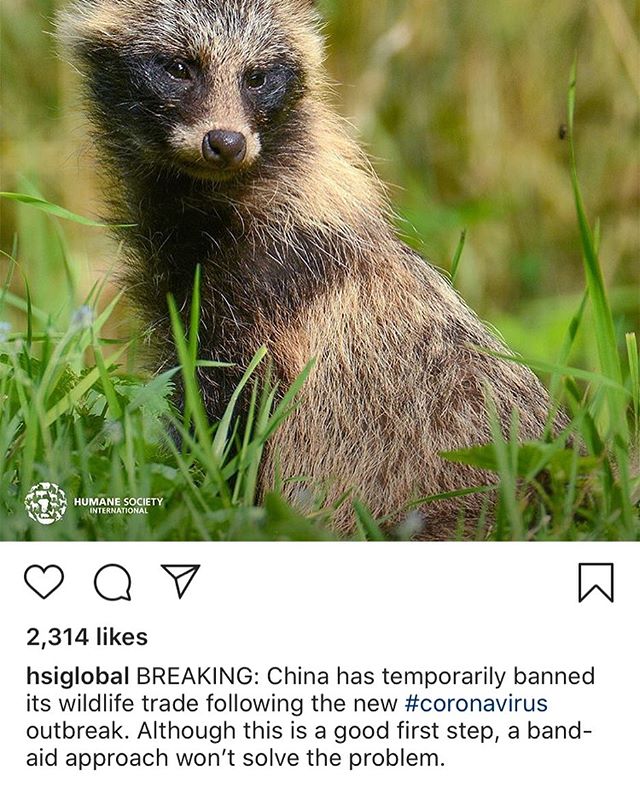 HUMANE SOCIETY
INTERNATIONAL
2,314 likes
hsiglobal BREAKING: China has temporarily banned
its wildlife trade following the new #coronavirus
outbreak. Although this is a good first step, a band-
aid approach won’t solve the problem.